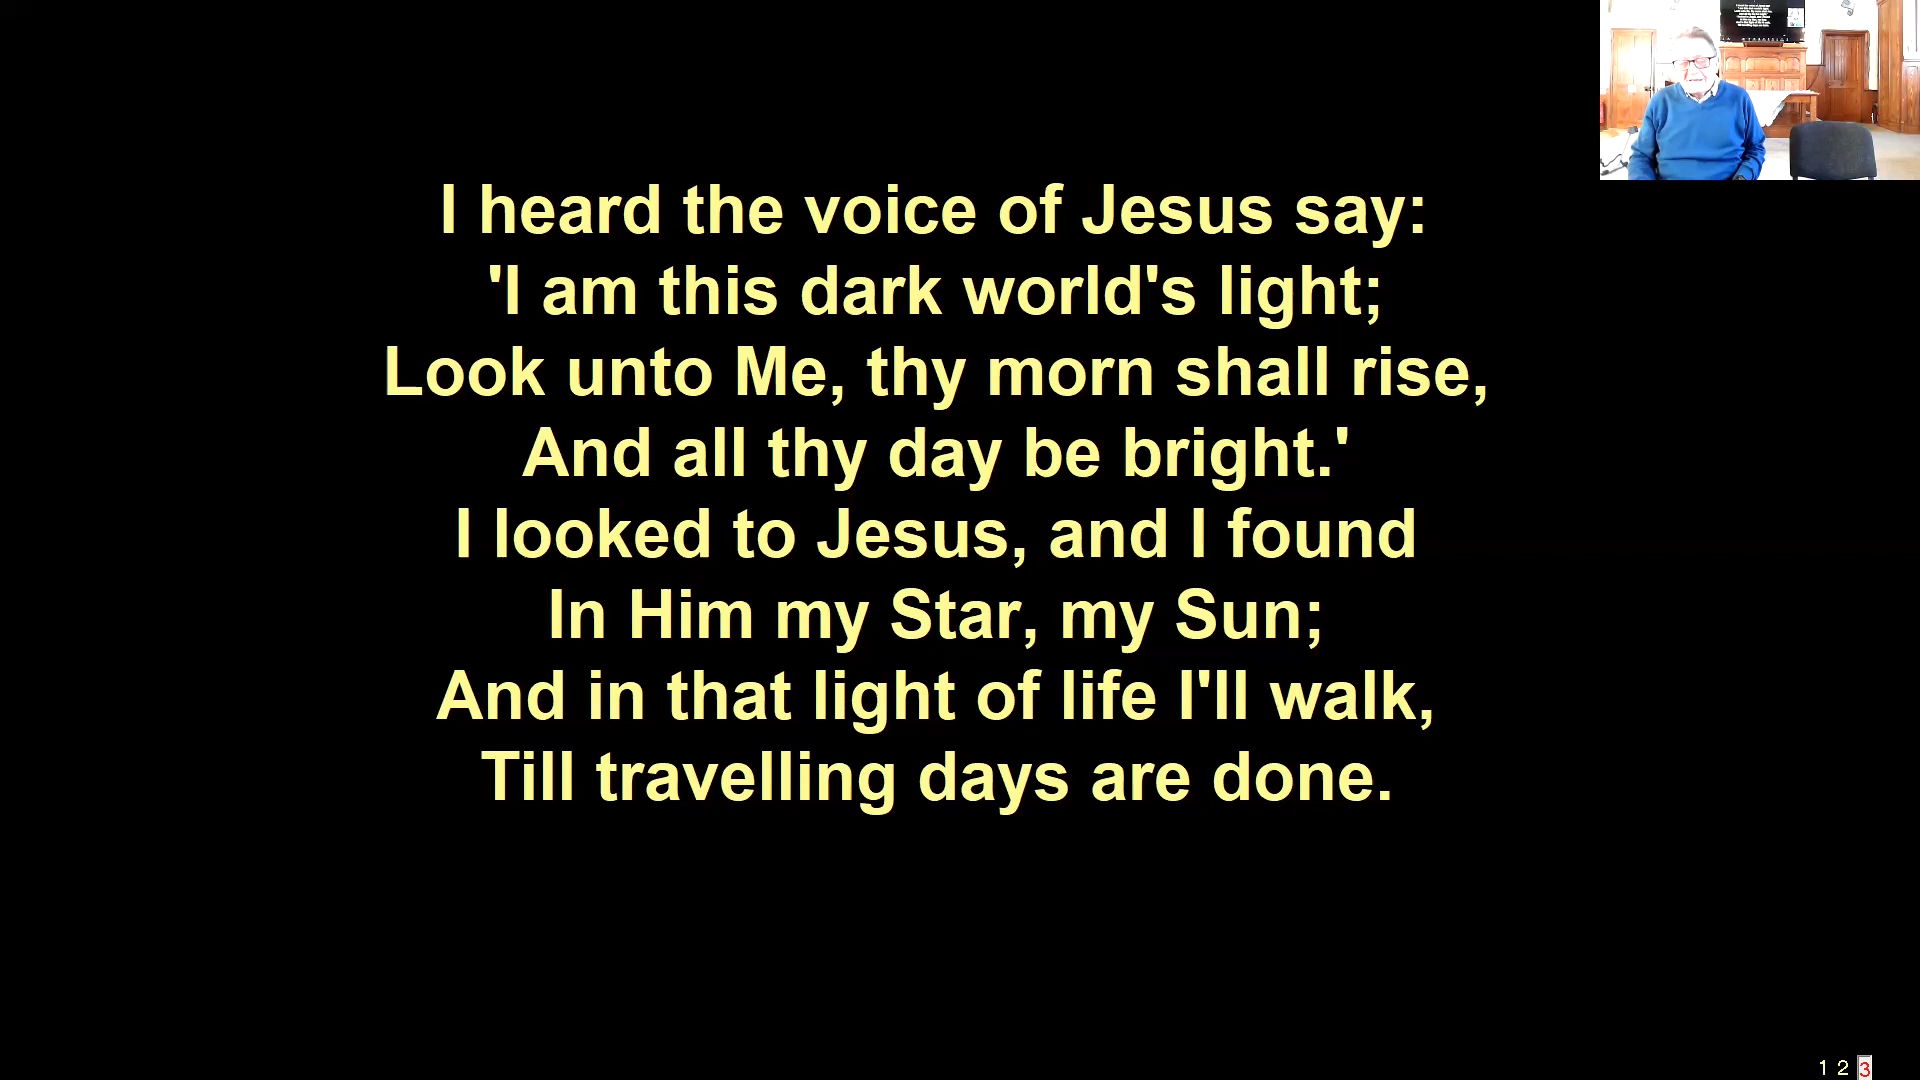 I heard the voice of Jesus say:
'I am this dark world's light;
Look unto Me, thy morn shall rise,
And all thy day be bright.'
I looked to Jesus, and I found
In Him my Star, my Sun;
And in that light of life I'll walk,
Till travelling days are done.
1 2 3